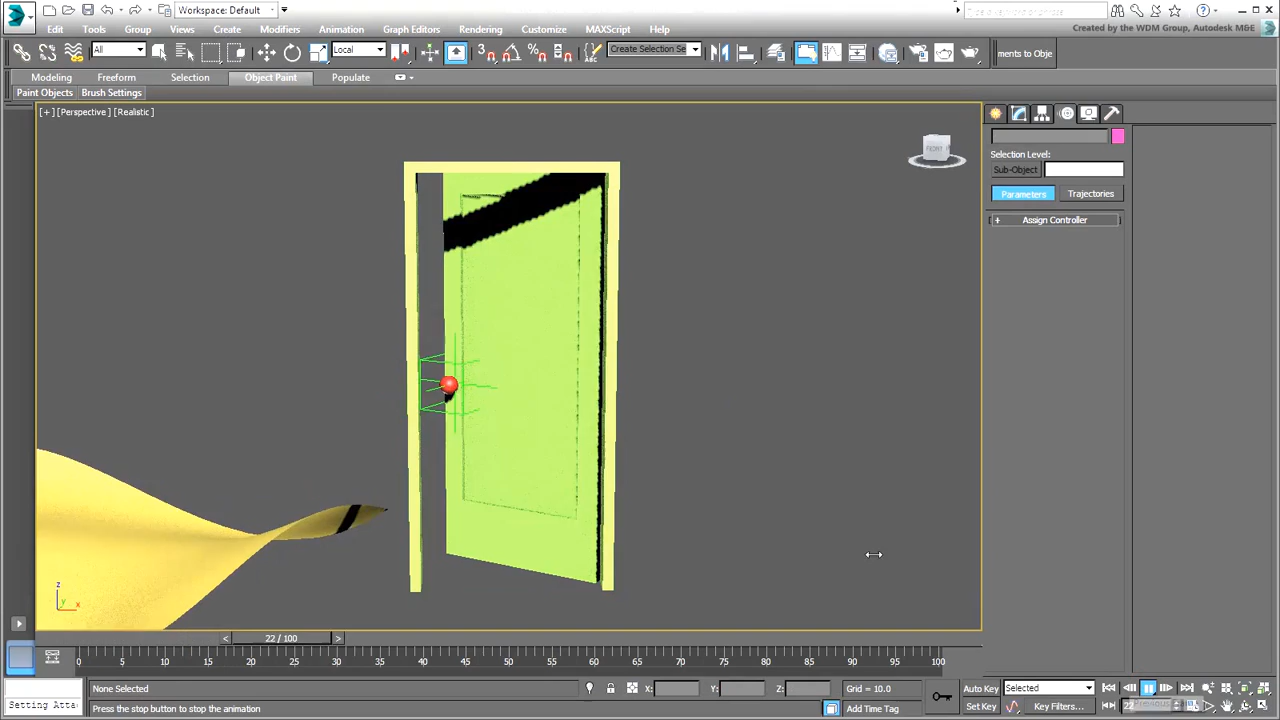 Workspace: Default
Edit Tools Group Views Create Modifiers Animation Graph Editors Rendering Customize MAXScript Help
Created by the WDM Group, Autodesk M&E
All Local Create Selection Se ments to Obje
Modeling Freeform Selection Object Paint Populate
Paint Objects Brush Settings
[+] [Perspective] [Realistic]
FRONT
Selection Level:
Sub-Object
Parameters Trajectories
+ Assign Controller
z
y x
< 22 / 100 >
0 5 10 15 20 25 30 35 40 45 50 55 60 65 70 75 80 85 90 95 100
None Selected X: Y: Z: Grid = 10.0 Auto Key Selected
Setting Atta Press the stop button to stop the animation Add Time Tag Set Key Key Filters... 22